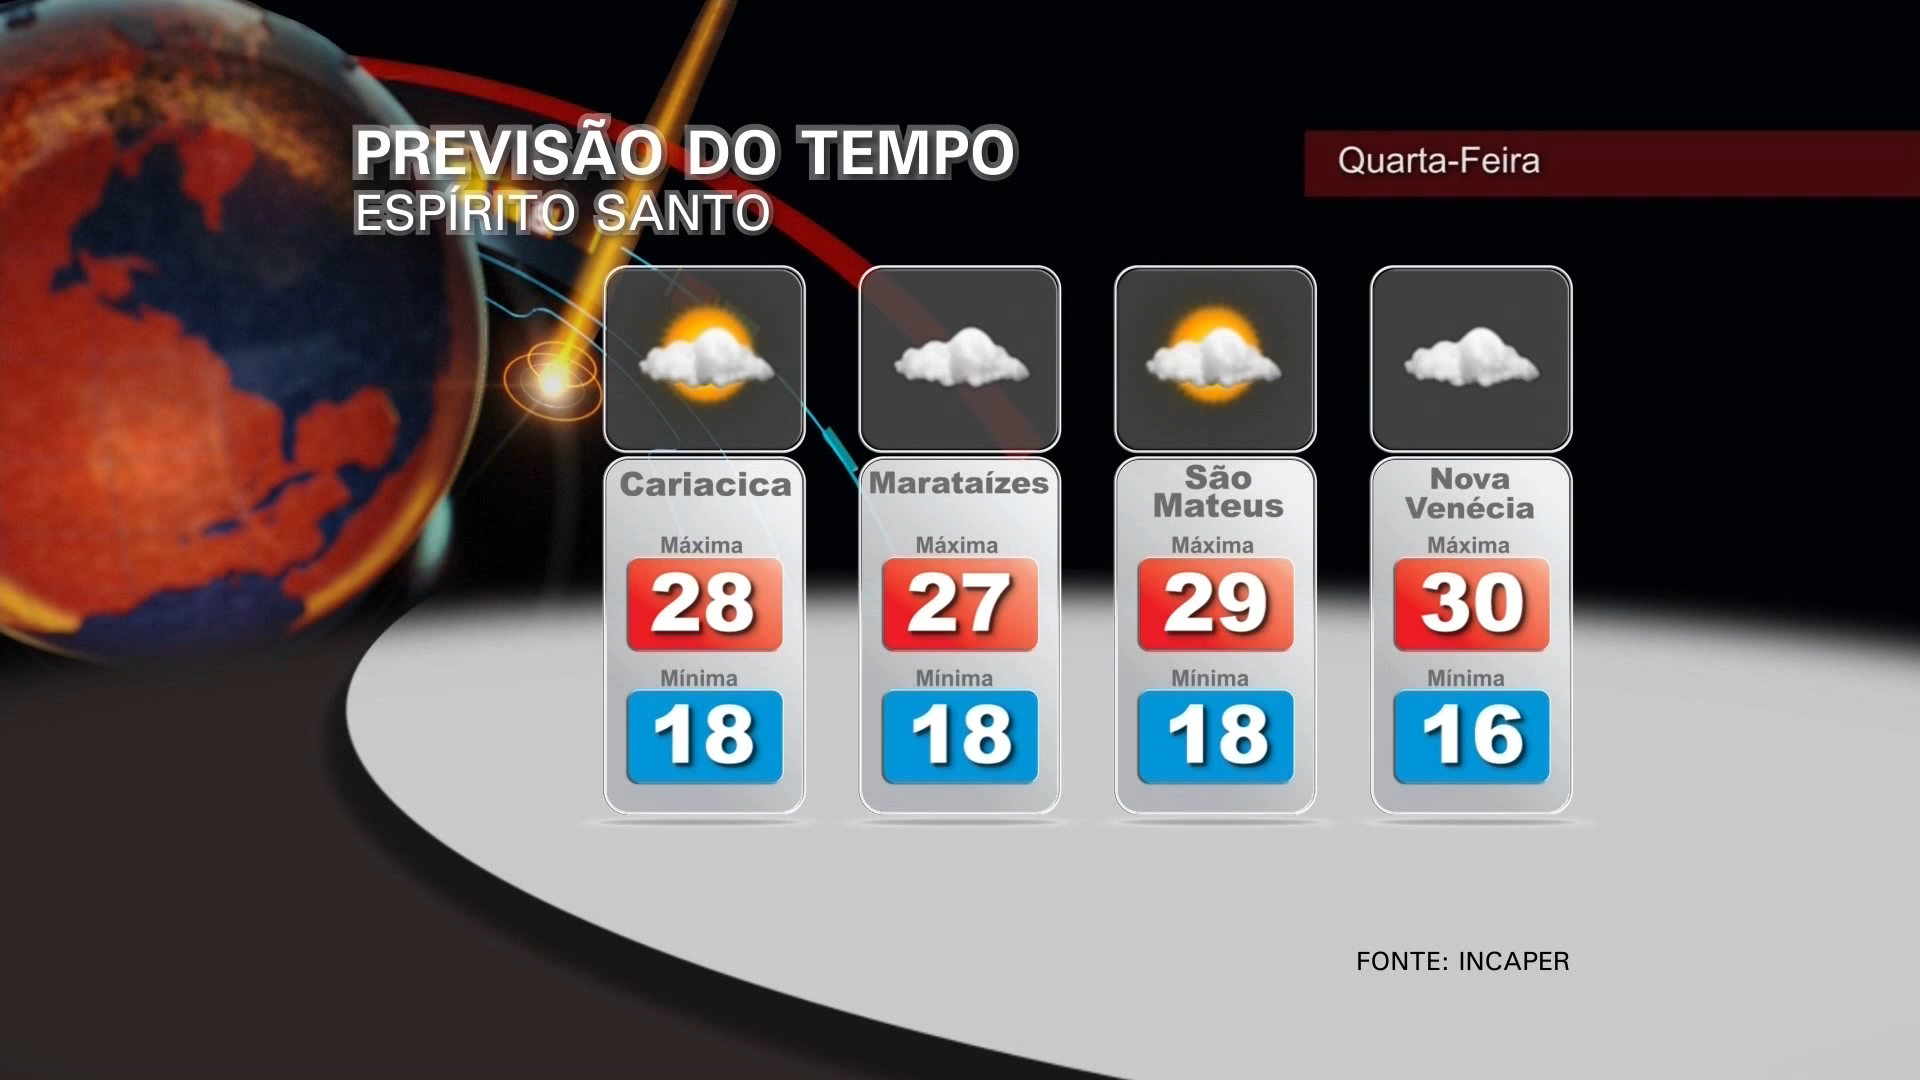 PREVISÃO DO TEMPO
ESPÍRITO SANTO
Quarta-Feira
Cariacica
Máxima
28
Mínima
18
Marataízes
Máxima
27
Mínima
18
São
Mateus
Máxima
29
Mínima
18
Nova
Venécia
Máxima
30
Mínima
16
FONTE: INCAPER